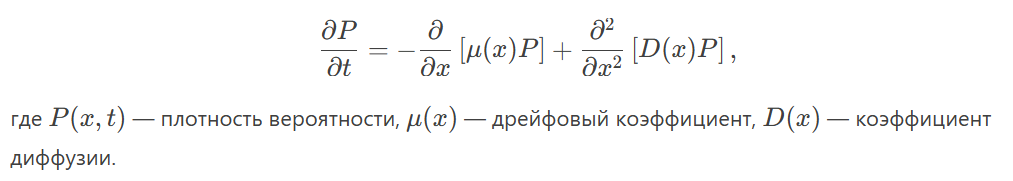 ∂P/∂t = −∂/∂x [μ(x)P] + ∂²/∂x² [D(x)P] ,
где P(x, t) — плотность вероятности, μ(x) — дрейфовый коэффициент, D(x) — коэффициент
диффузии.